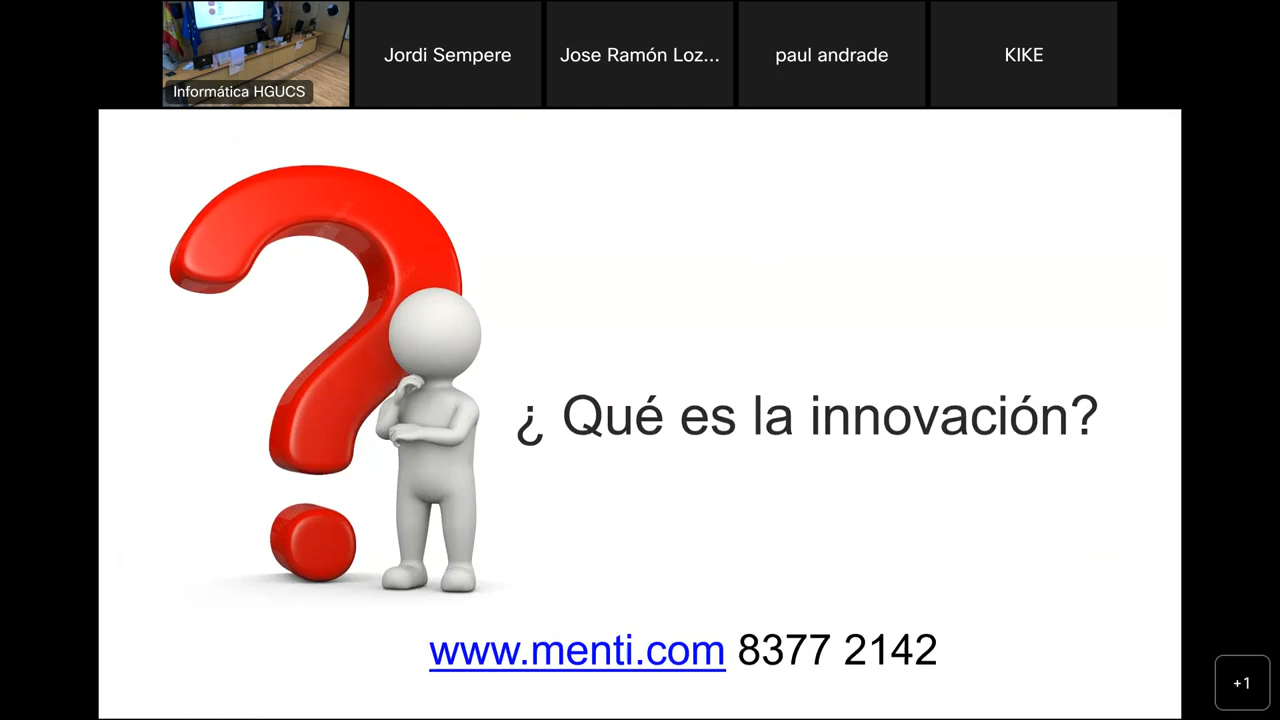 Informática HGUCS
Jordi Sempere
Jose Ramón Loz...
paul andrade
KIKE
¿ Qué es la innovación?
www.menti.com 8377 2142
+1